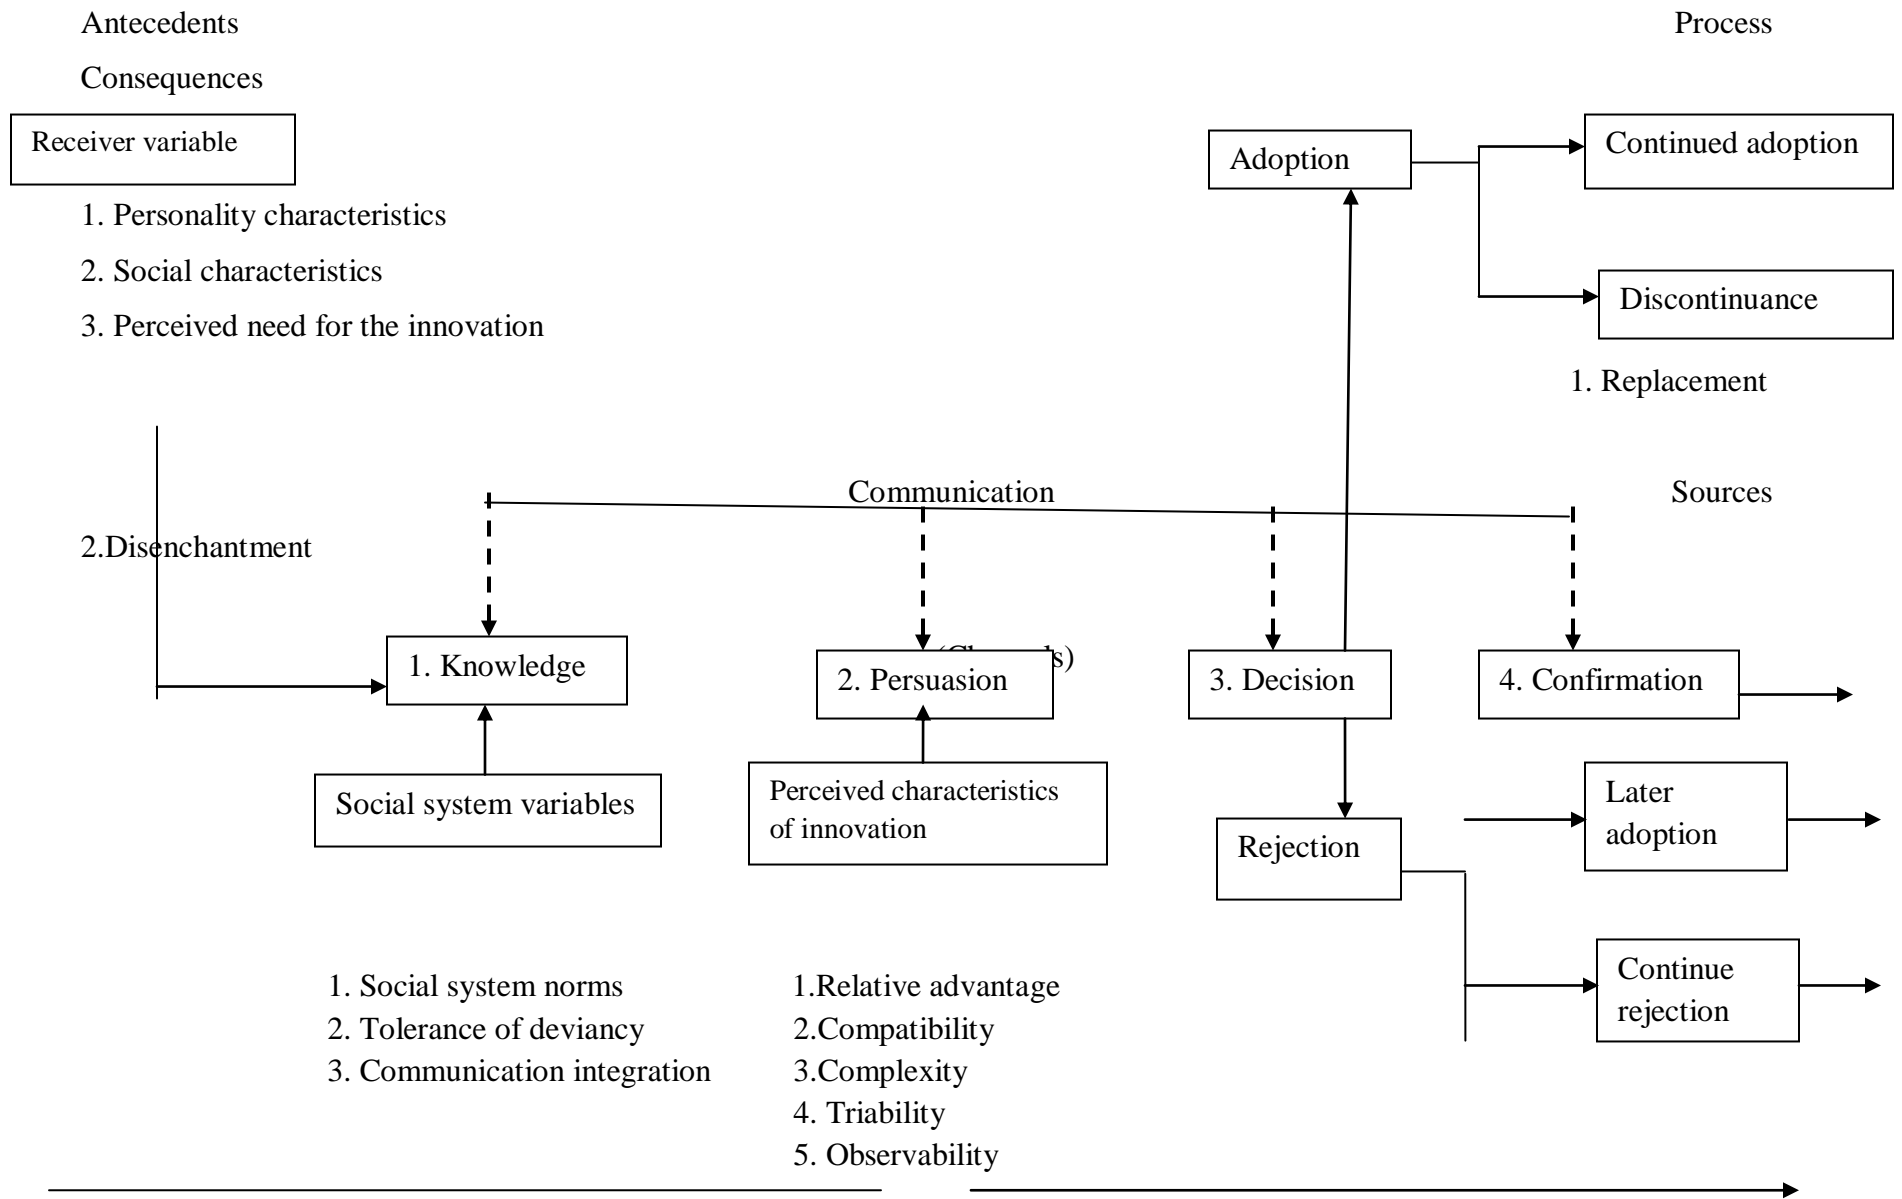 Antecedents Process
Consequences
Receiver variable
Adoption
Continued adoption
1. Personality characteristics
2. Social characteristics
3. Perceived need for the innovation
Discontinuance
1. Replacement
Communication Sources
2.Disenchantment
1. Knowledge
2. Persuasion
3. Decision
4. Confirmation
Social system variables
Perceived characteristics
of innovation
Rejection
Later
adoption
Continue
rejection
1. Social system norms
2. Tolerance of deviancy
3. Communication integration
1.Relative advantage
2.Compatibility
3.Complexity
4. Triability
5. Observability